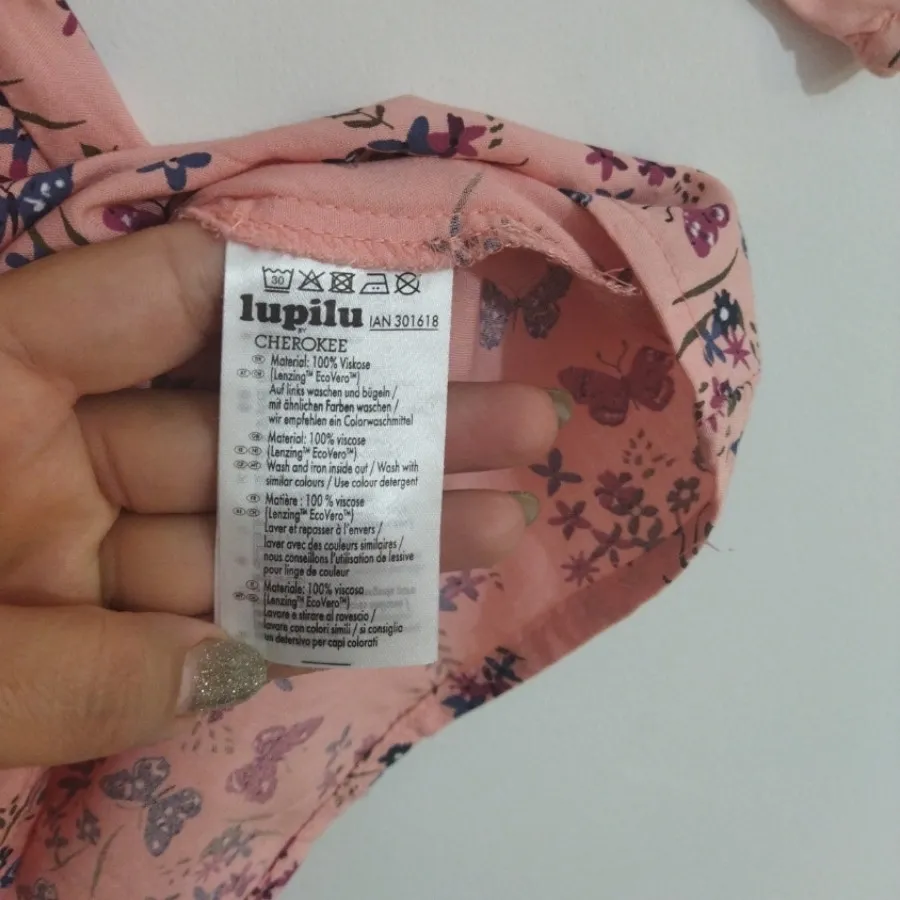 30
lupilu IAN 301618
BY
CHEROKEE
Material: 100% Viskose
(Lenzing™ EcoVero™)
Auf links waschen und bügeln /
mit ähnlichen Farben waschen /
wir empfehlen ein Colorwaschmittel
Material: 100% viscose
(Lenzing™ EcoVero™)
Wash and iron inside out / Wash with
similar colours / Use colour detergent
Matière : 100 % viscose
(Lenzing™ EcoVero™)
Laver et repasser à l'envers /
laver avec des couleurs similaires /
nous conseillons l'utilisation de lessive
pour linge de couleur
Materiale: 100% viscosa
(Lenzing™ EcoVero™)
Lavare e stirare al rovescio /
lavare con colori simili / si consiglia
un detersivo per capi colorati